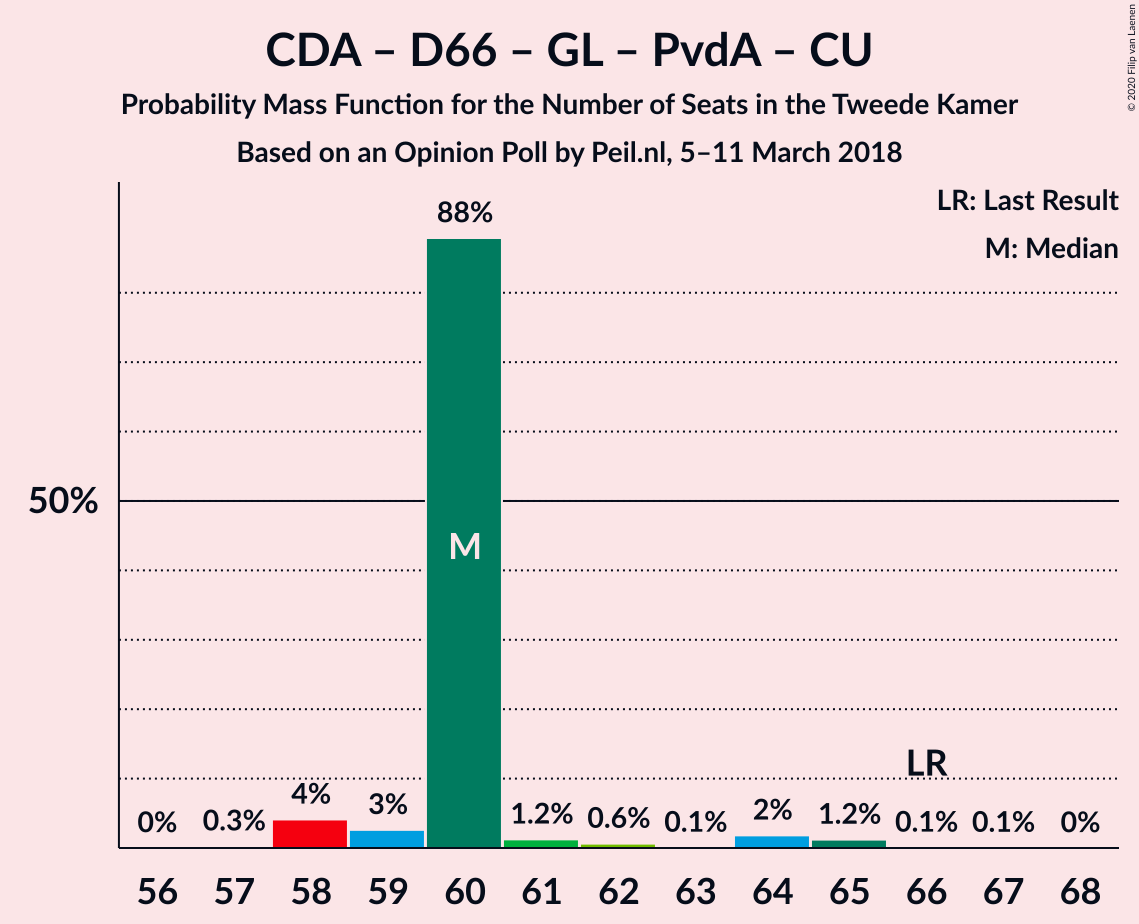 CDA – D66 – GL – PvdA – CU
Probability Mass Function for the Number of Seats in the Tweede Kamer
Based on an Opinion Poll by Peil.nl, 5–11 March 2018
© 2020 Filip van Laenen
LR: Last Result
M: Median
88%
50%
M
LR
0% 0.3% 4% 3% 1.2% 0.6% 0.1% 2% 1.2% 0.1% 0.1% 0%
56 57 58 59 60 61 62 63 64 65 66 67 68